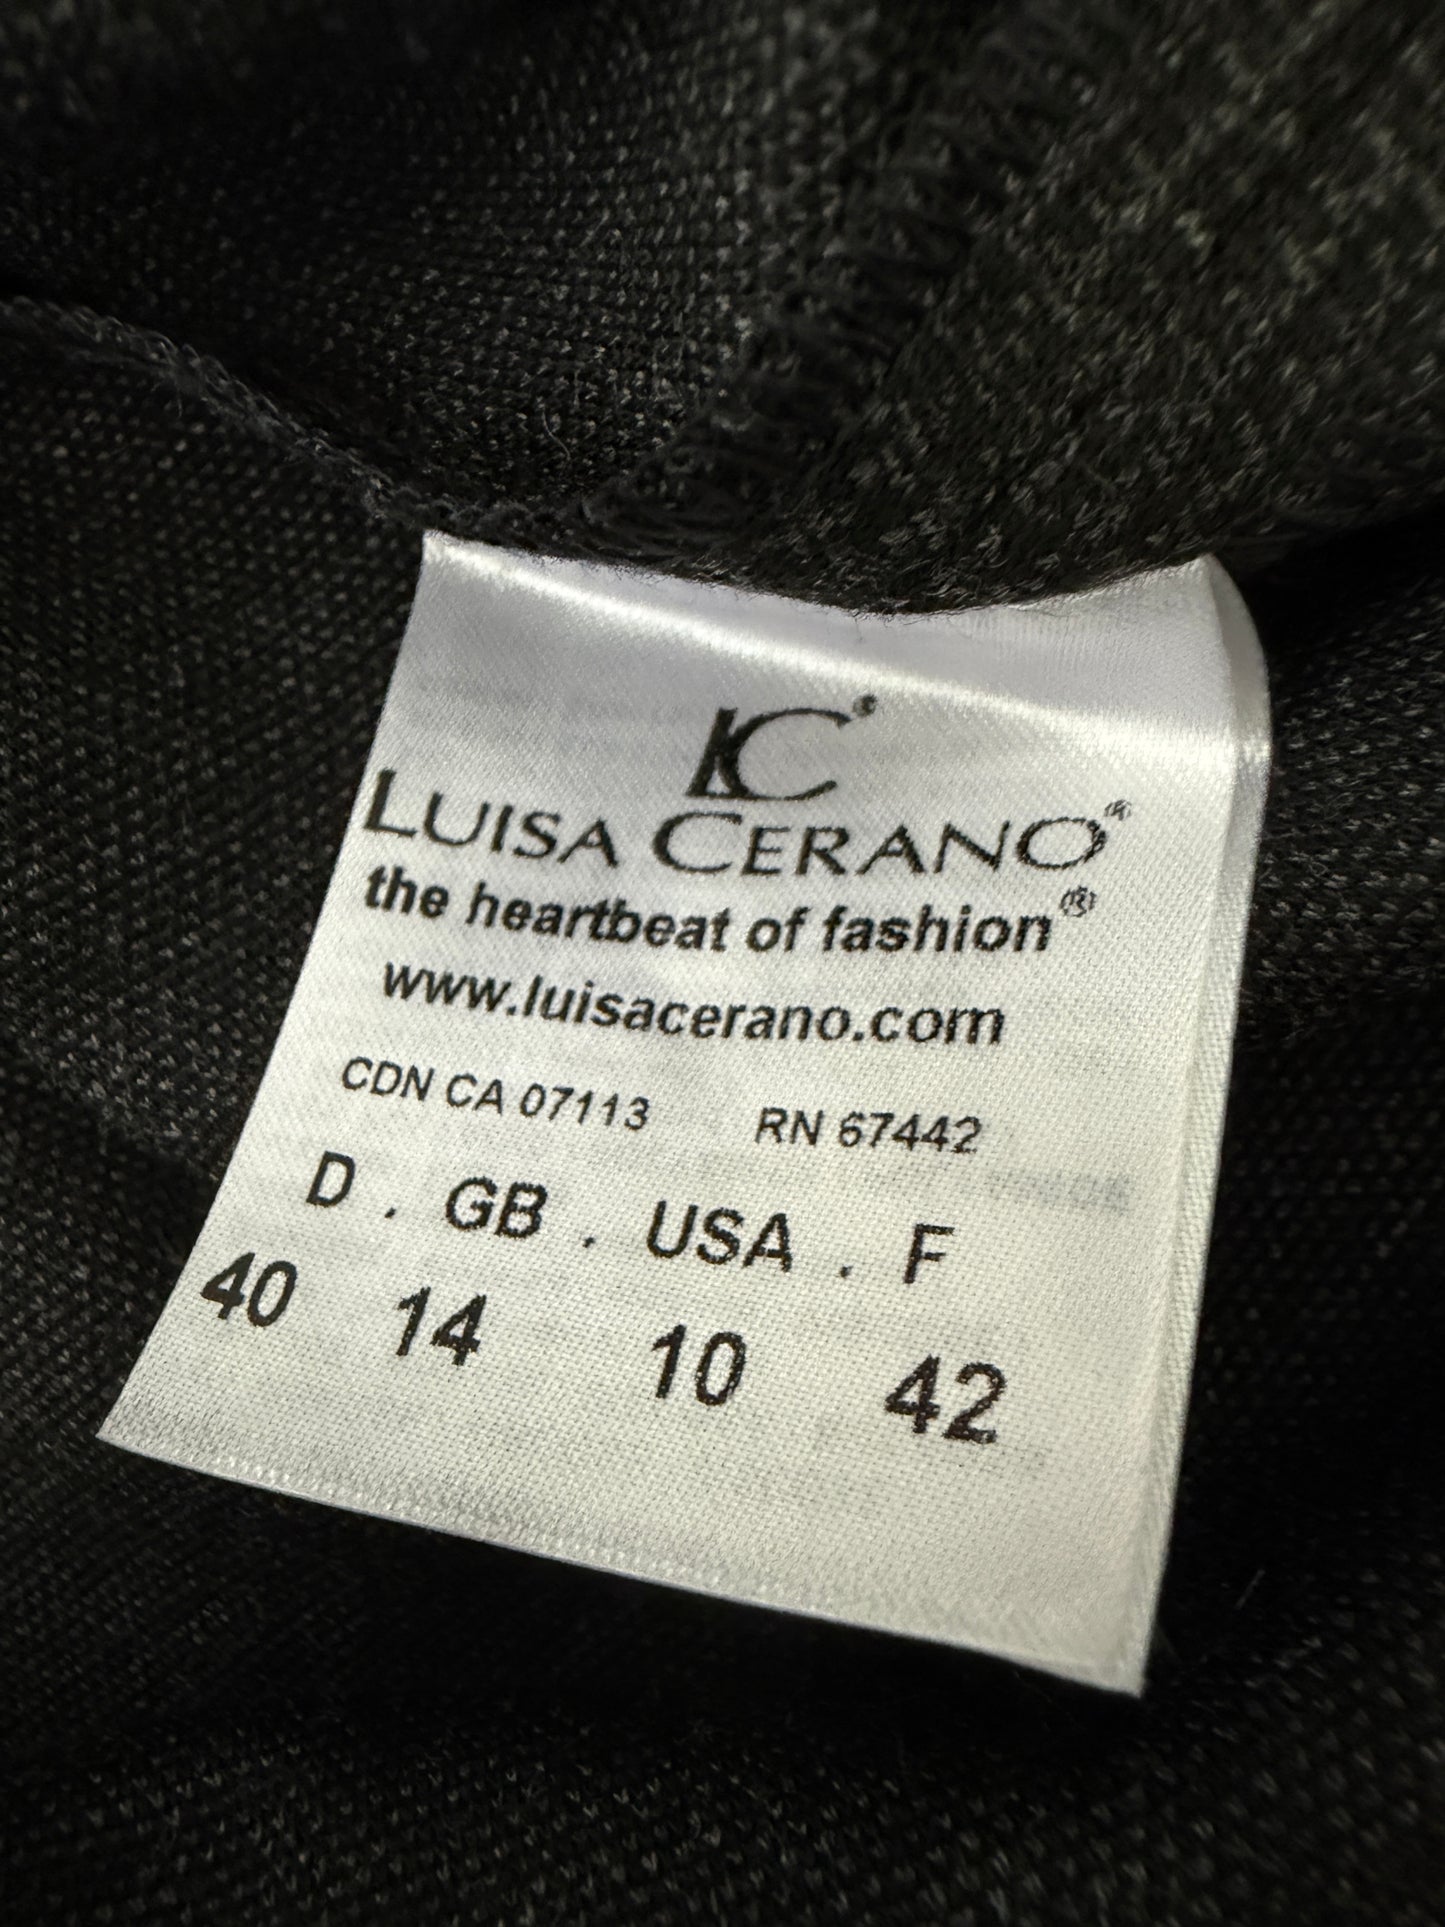 LC®
LUISA CERANO®
the heartbeat of fashion®
www.luisacerano.com
CDN CA 07113 RN 67442
D . GB . USA . F
40 14 10 42